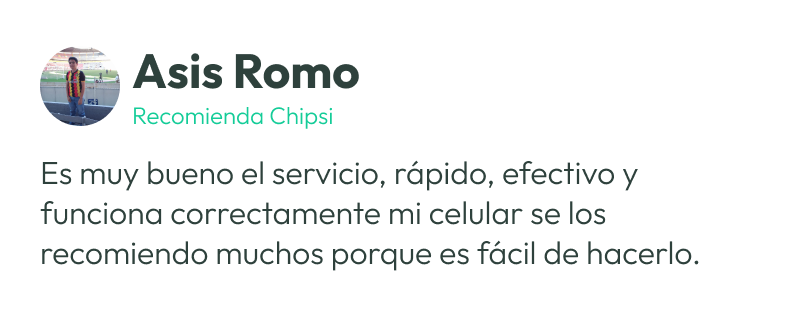 Asis Romo
Recomienda Chipsi
Es muy bueno el servicio, rápido, efectivo y
funciona correctamente mi celular se los
recomiendo muchos porque es fácil de hacerlo.